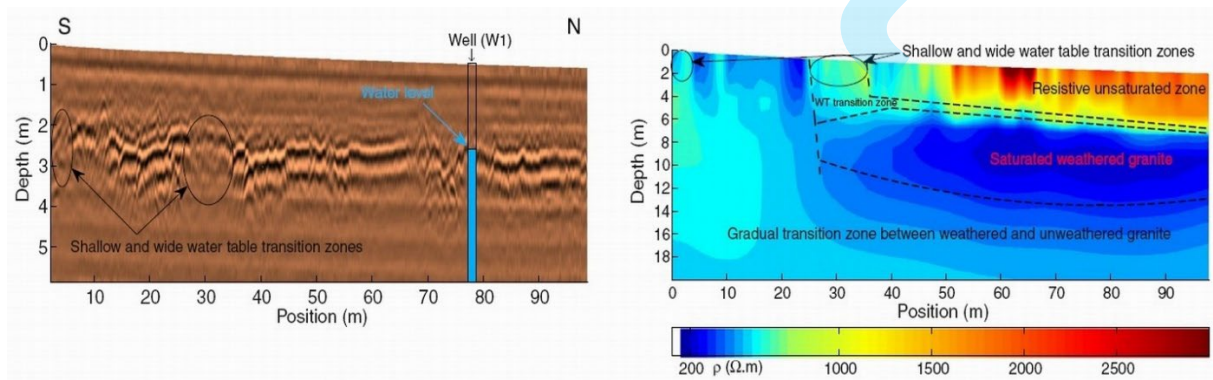 S
N
Well (W1)
Water level
0
1
2
3
4
5
Depth (m)
Shallow and wide water table transition zones
10 20 30 40 50 60 70 80 90
Position (m)
Shallow and wide water table transition zones
Resistive unsaturated zone
WT transition zone
Saturated weathered granite
Gradual transition zone between weathered and unweathered granite
0
2
4
6
8
10
12
14
16
18
Depth (m)
0 10 20 30 40 50 60 70 80 90
Position (m)
200 ρ (Ω.m) 1000 1500 2000 2500